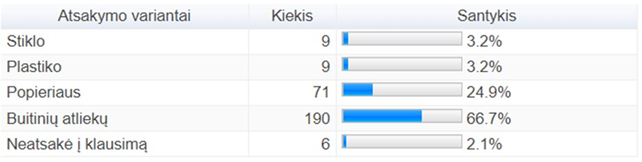 Atsakymo variantai Kiekis Santykis
Stiklo 9 3.2%
Plastiko 9 3.2%
Popieriaus 71 24.9%
Buitinių atliekų 190 66.7%
Neatsakė į klausimą 6 2.1%